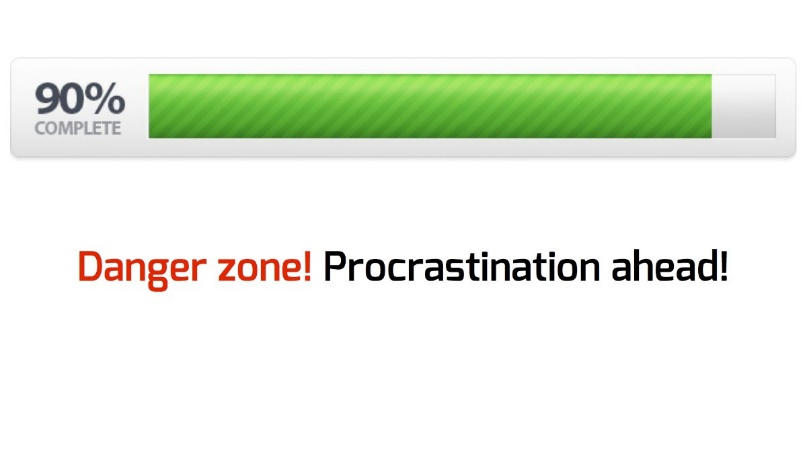 90%
COMPLETE
Danger zone! Procrastination ahead!